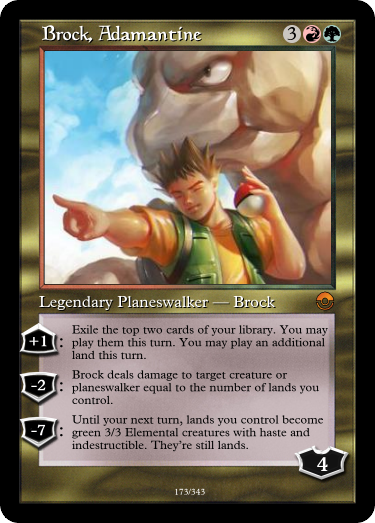 Brock, Adamantine 3
Legendary Planeswalker — Brock
+1: Exile the top two cards of your library. You may
play them this turn. You may play an additional
land this turn.
-2: Brock deals damage to target creature or
planeswalker equal to the number of lands you
control.
-7: Until your next turn, lands you control become
green 3/3 Elemental creatures with haste and
indestructible. They're still lands.
4
173/343